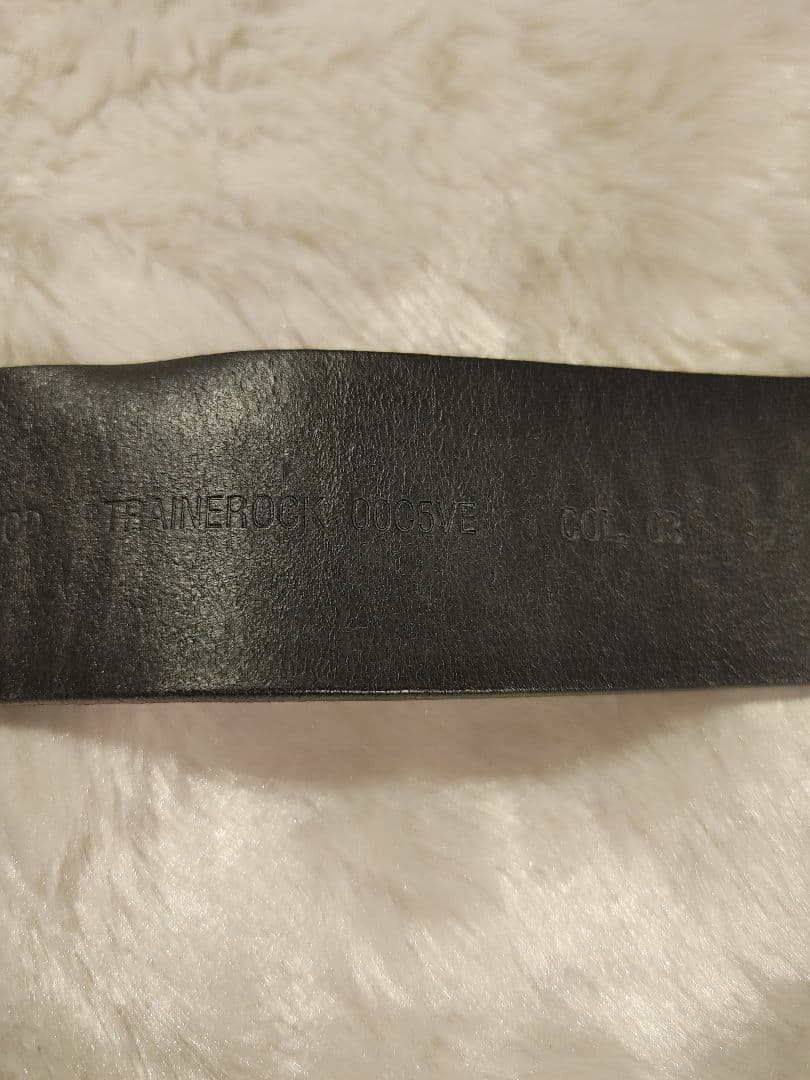 TRAINEROCK 00C5VE COL. 03